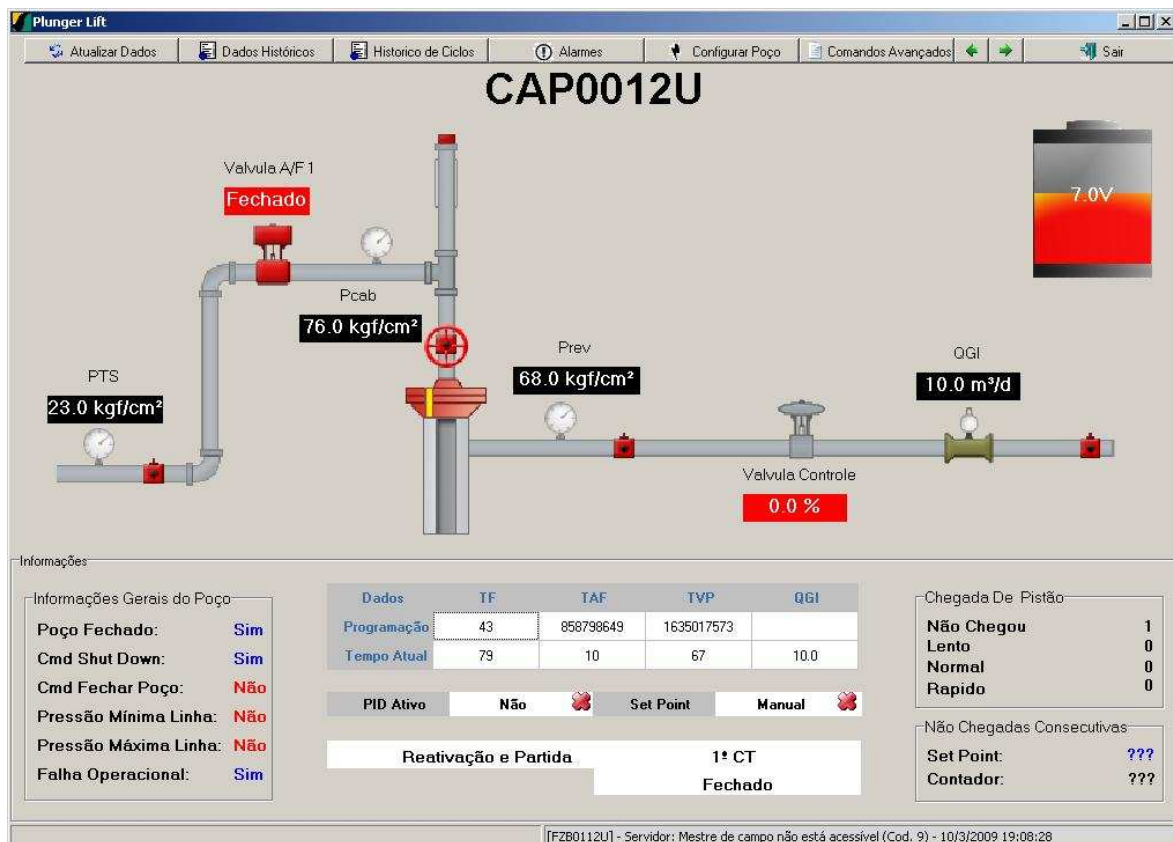 Plunger Lift
Atualizar Dados Dados Históricos Historico de Ciclos Alarmes Configurar Poço Comandos Avançados Sair
CAP0012U
Valvula A/F 1
Fechado
7.0V
Pcab
76.0 kgf/cm²
Prev
68.0 kgf/cm²
QGI
10.0 m³/d
PTS
23.0 kgf/cm²
Valvula Controle
0.0 %
Informações
Informações Gerais do Poço
Poço Fechado: Sim
Cmd Shut Down: Sim
Cmd Fechar Poço: Não
Pressão Mínima Linha: Não
Pressão Máxima Linha: Não
Falha Operacional: Sim
Dados TF TAF TVP QGI
Programação 43 858798649 1635017573
Tempo Atual 79 10 67 10.0
PID Ativo Não Set Point Manual
Reativação e Partida 1º CT
Fechado
Chegada De Pistão
Não Chegou 1
Lento 0
Normal 0
Rapido 0
Não Chegadas Consecutivas
Set Point: ???
Contador: ???
[FZB0112U] - Servidor: Mestre de campo não está acessível (Cod. 9) - 10/3/2009 19:08:28